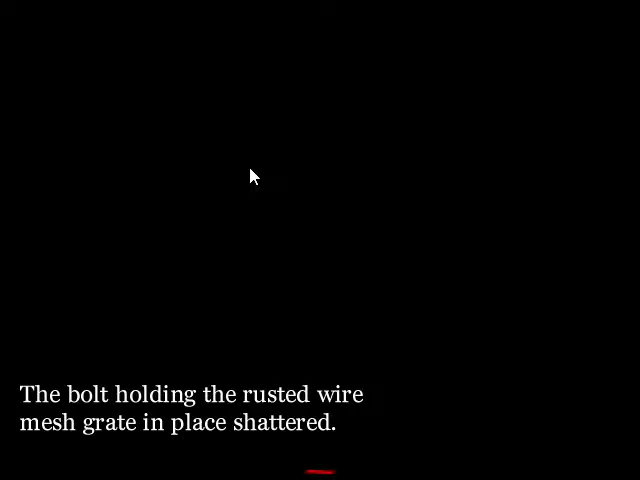 The bolt holding the rusted wire
mesh grate in place shattered.